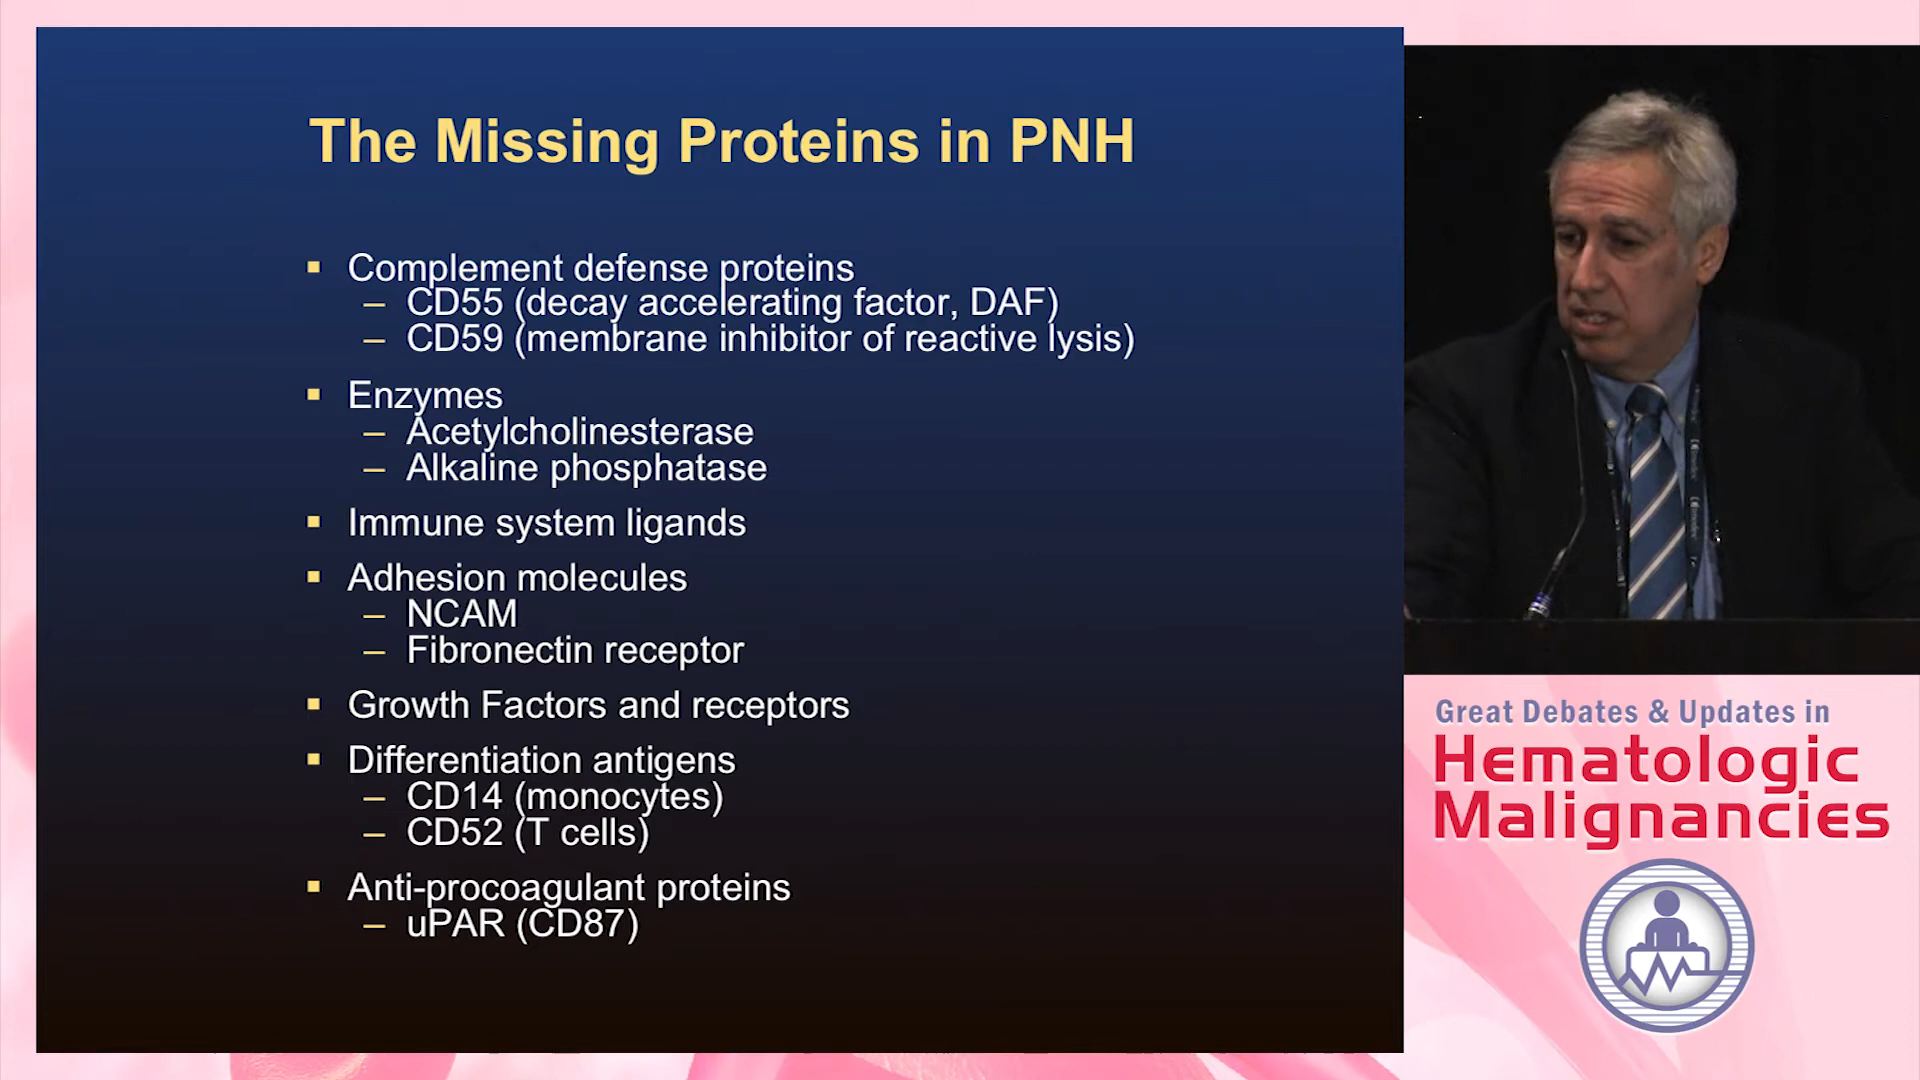 The Missing Proteins in PNH
▪ Complement defense proteins
– CD55 (decay accelerating factor, DAF)
– CD59 (membrane inhibitor of reactive lysis)
▪ Enzymes
– Acetylcholinesterase
– Alkaline phosphatase
▪ Immune system ligands
▪ Adhesion molecules
– NCAM
– Fibronectin receptor
▪ Growth Factors and receptors
▪ Differentiation antigens
– CD14 (monocytes)
– CD52 (T cells)
▪ Anti-procoagulant proteins
– uPAR (CD87)
Great Debates & Updates in
Hematologic
Malignancies